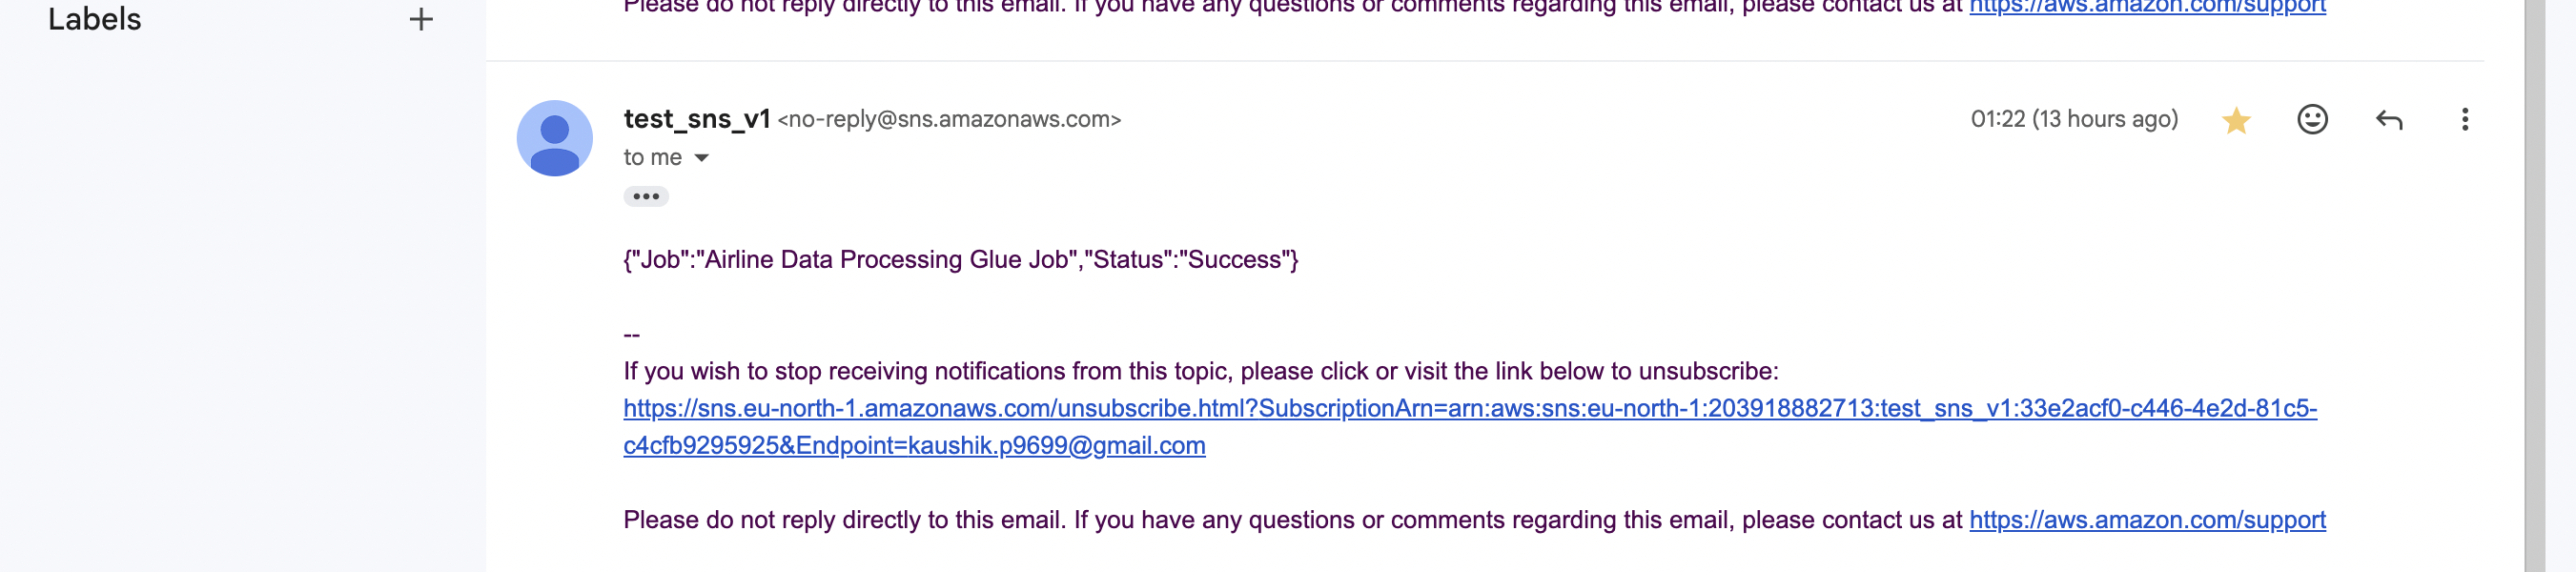 Labels +
Please do not reply directly to this email. If you have any questions or comments regarding this email, please contact us at https://aws.amazon.com/support
test_sns_v1 <no-reply@sns.amazonaws.com>
01:22 (13 hours ago)
to me
{"Job":"Airline Data Processing Glue Job","Status":"Success"}
--
If you wish to stop receiving notifications from this topic, please click or visit the link below to unsubscribe:
https://sns.eu-north-1.amazonaws.com/unsubscribe.html?SubscriptionArn=arn:aws:sns:eu-north-1:203918882713:test_sns_v1:33e2acf0-c446-4e2d-81c5-
c4cfb9295925&Endpoint=kaushik.p9699@gmail.com
Please do not reply directly to this email. If you have any questions or comments regarding this email, please contact us at https://aws.amazon.com/support